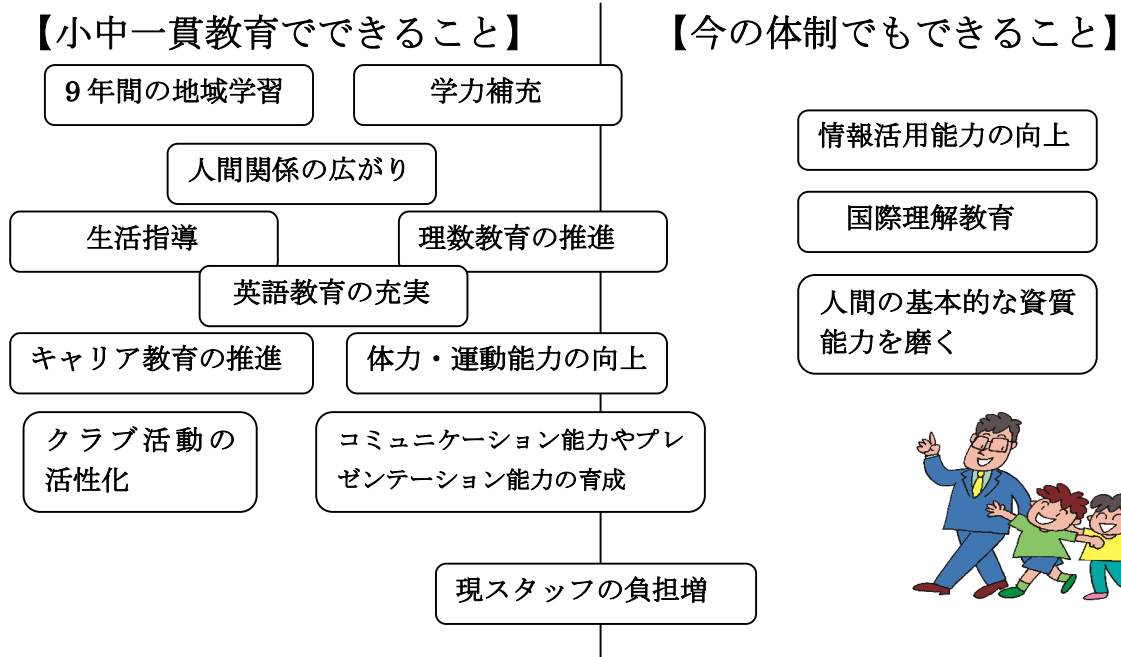 【小中一貫教育でできること】
【今の体制でもできること】
９年間の地域学習
学力補充
人間関係の広がり
生活指導
理数教育の推進
英語教育の充実
キャリア教育の推進
体力・運動能力の向上
クラブ活動の
活性化
コミュニケーション能力やプレ
ゼンテーション能力の育成
現スタッフの負担増
情報活用能力の向上
国際理解教育
人間の基本的な資質
能力を磨く